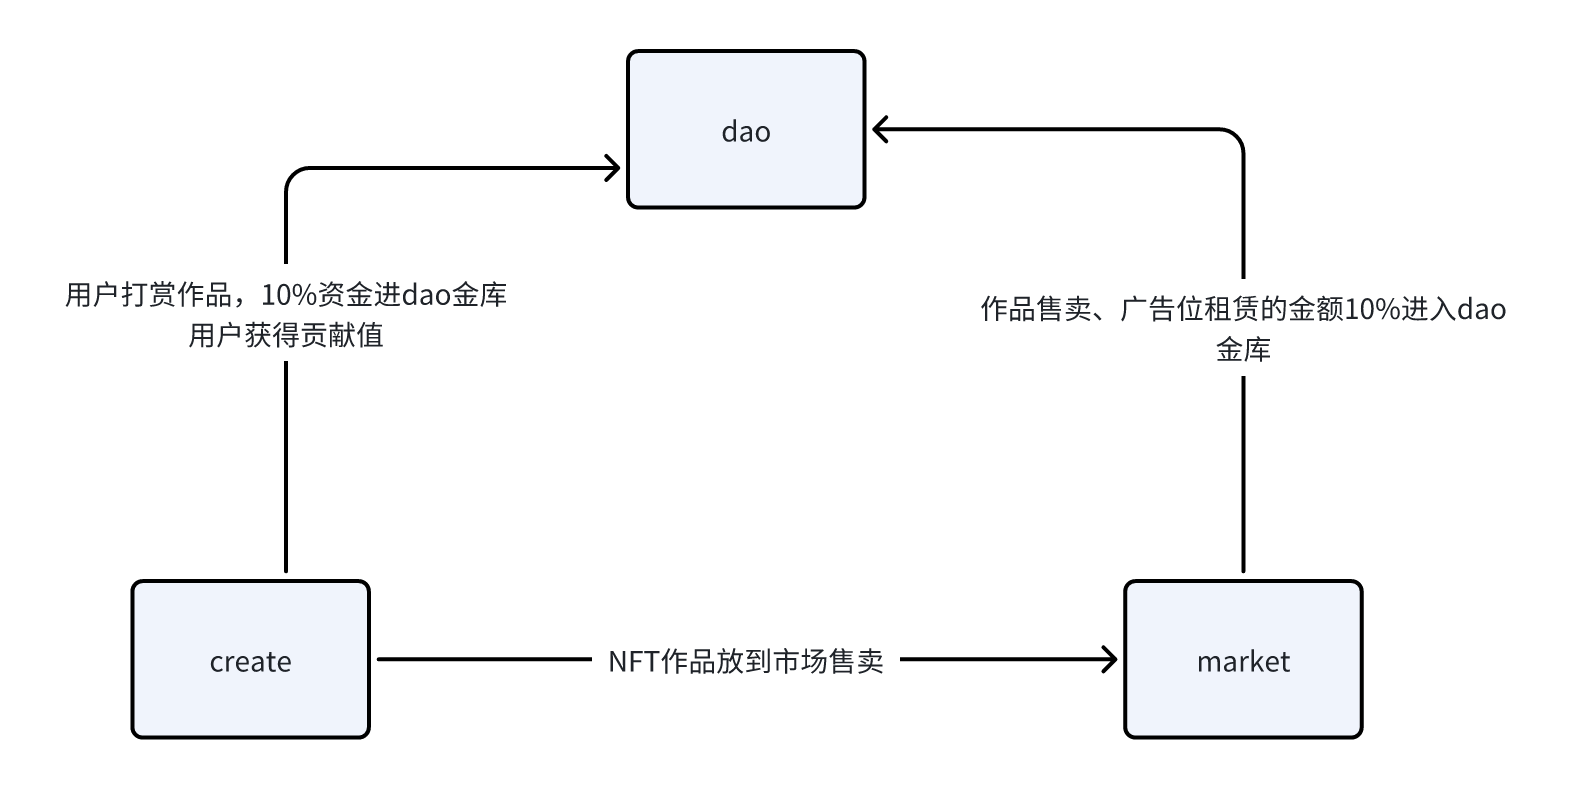 dao
用户打赏作品，10%资金进dao金库
用户获得贡献值
作品售卖、广告位租赁的金额10%进入dao
金库
create
NFT作品放到市场售卖
market